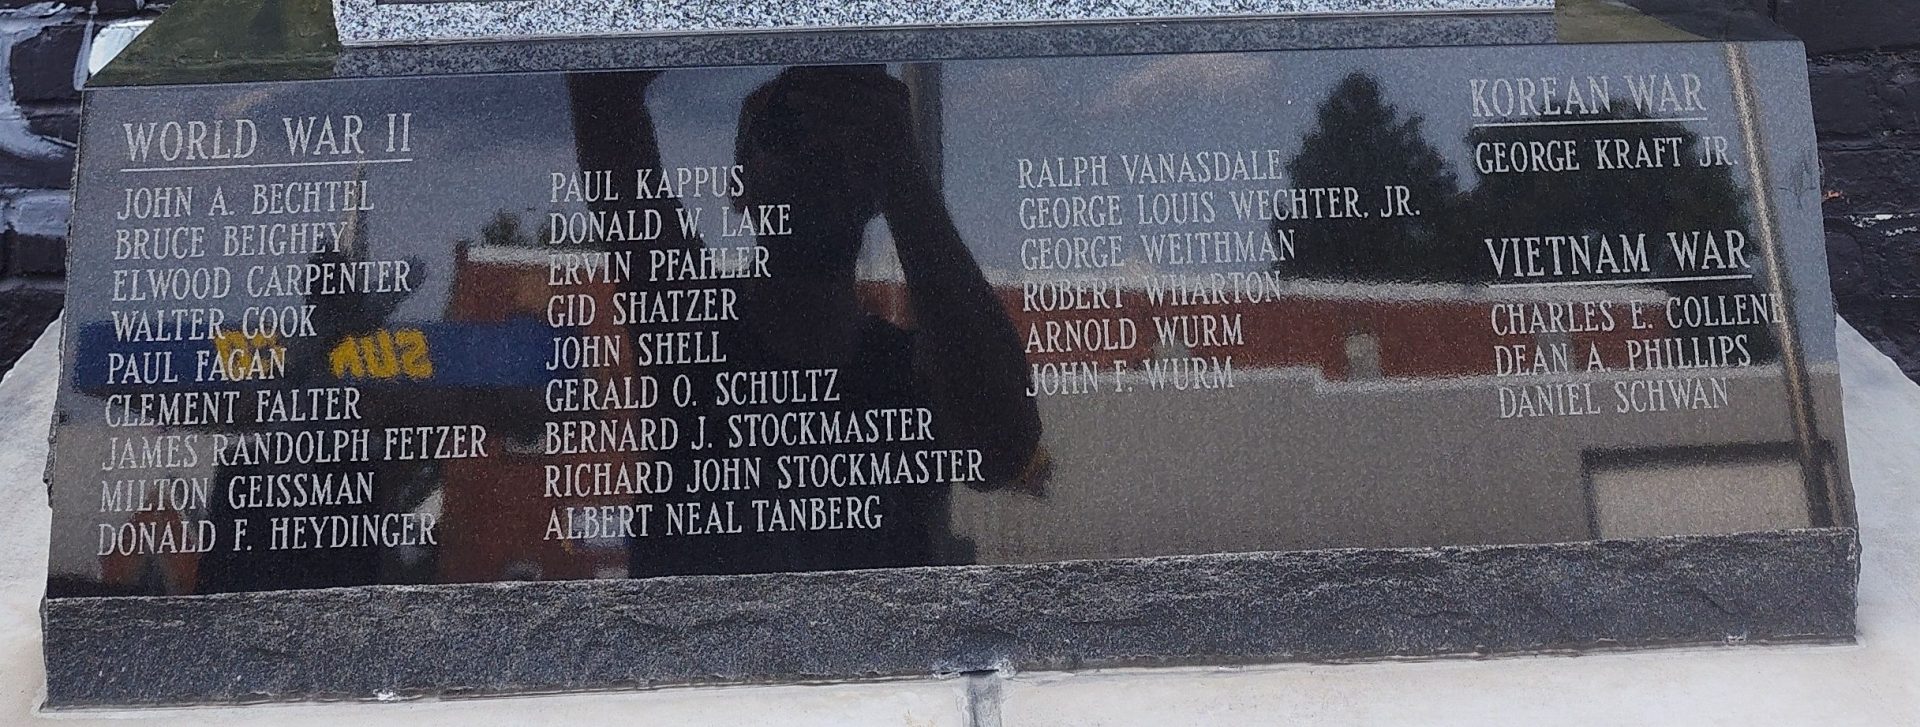 WORLD WAR II
JOHN A. BECHTEL
BRUCE BEIGHEY
ELWOOD CARPENTER
WALTER COOK
PAUL FAGAN
CLEMENT FALTER
JAMES RANDOLPH FETZER
MILTON GEISSMAN
DONALD F. HEYDINGER
PAUL KAPPUS
DONALD W. LAKE
ERVIN PFAHLER
GID SHATZER
JOHN SHELL
GERALD O. SCHULTZ
BERNARD J. STOCKMASTER
RICHARD JOHN STOCKMASTER
ALBERT NEAL TANBERG
RALPH VANASDALE
GEORGE LOUIS WECHTER, JR.
GEORGE WEITHMAN
ROBERT WHARTON
ARNOLD WURM
JOHN F. WURM
KOREAN WAR
GEORGE KRAFT JR.
VIETNAM WAR
CHARLES E.
DEAN A. PHILLIPS
DANIEL SCHWAN